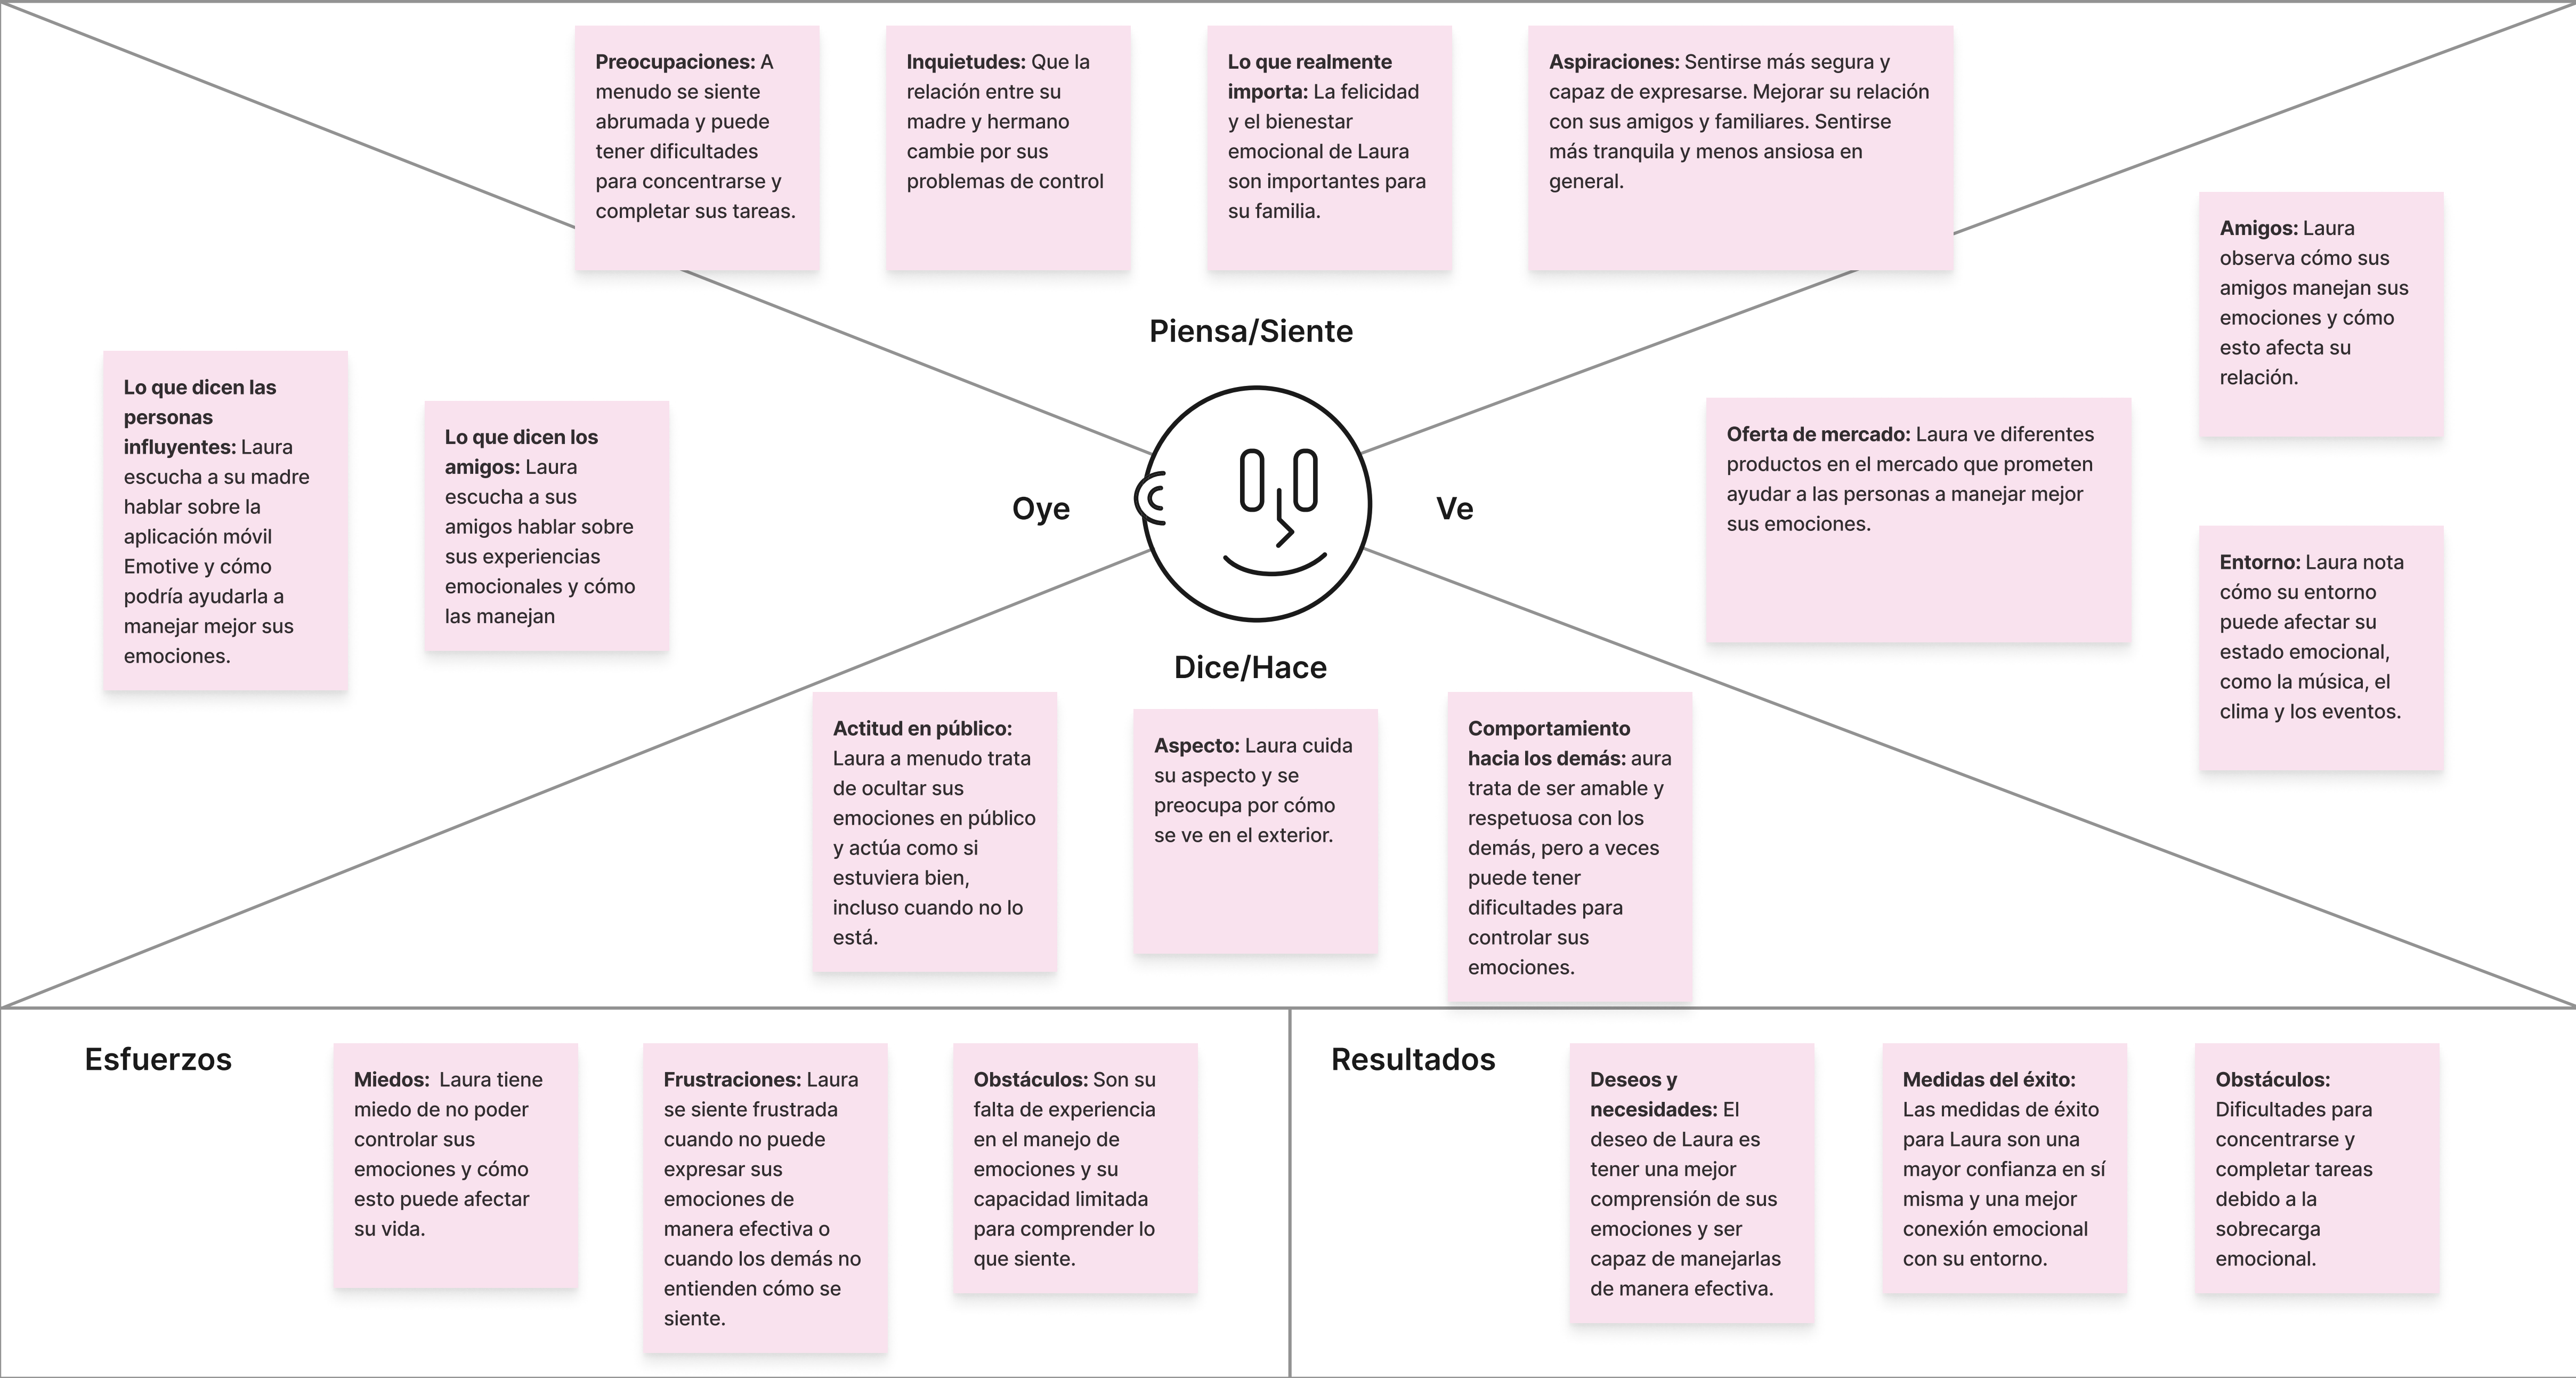 Preocupaciones: A
menudo se siente
abrumada y puede
tener dificultades
para concentrarse y
completar sus tareas.
Inquietudes: Que la
relación entre su
madre y hermano
cambie por sus
problemas de control
Lo que realmente
importa: La felicidad
y el bienestar
emocional de Laura
son importantes para
su familia.
Aspiraciones: Sentirse más segura y
capaz de expresarse. Mejorar su relación
con sus amigos y familiares. Sentirse
más tranquila y menos ansiosa en
general.
Piensa/Siente
Lo que dicen las
personas
influyentes: Laura
escucha a su madre
hablar sobre la
aplicación móvil
Emotive y cómo
podría ayudarla a
manejar mejor sus
emociones.
Lo que dicen los
amigos: Laura
escucha a sus
amigos hablar sobre
sus experiencias
emocionales y cómo
las manejan
Oye
Ve
Oferta de mercado: Laura ve diferentes
productos en el mercado que prometen
ayudar a las personas a manejar mejor
sus emociones.
Amigos: Laura
observa cómo sus
amigos manejan sus
emociones y cómo
esto afecta su
relación.
Entorno: Laura nota
cómo su entorno
puede afectar su
estado emocional,
como la música, el
clima y los eventos.
Dice/Hace
Actitud en público:
Laura a menudo trata
de ocultar sus
emociones en público
y actúa como si
estuviera bien,
incluso cuando no lo
está.
Aspecto: Laura cuida
su aspecto y se
preocupa por cómo
se ve en el exterior.
Comportamiento
hacia los demás: aura
trata de ser amable y
respetuosa con los
demás, pero a veces
puede tener
dificultades para
controlar sus
emociones.
Esfuerzos
Miedos: Laura tiene
miedo de no poder
controlar sus
emociones y cómo
esto puede afectar
su vida.
Frustraciones: Laura
se siente frustrada
cuando no puede
expresar sus
emociones de
manera efectiva o
cuando los demás no
entienden cómo se
siente.
Obstáculos: Son su
falta de experiencia
en el manejo de
emociones y su
capacidad limitada
para comprender lo
que siente.
Resultados
Deseos y
necesidades: El
deseo de Laura es
tener una mejor
comprensión de sus
emociones y ser
capaz de manejarlas
de manera efectiva.
Medidas del éxito:
Las medidas de éxito
para Laura son una
mayor confianza en sí
misma y una mejor
conexión emocional
con su entorno.
Obstáculos:
Dificultades para
concentrarse y
completar tareas
debido a la
sobrecarga
emocional.